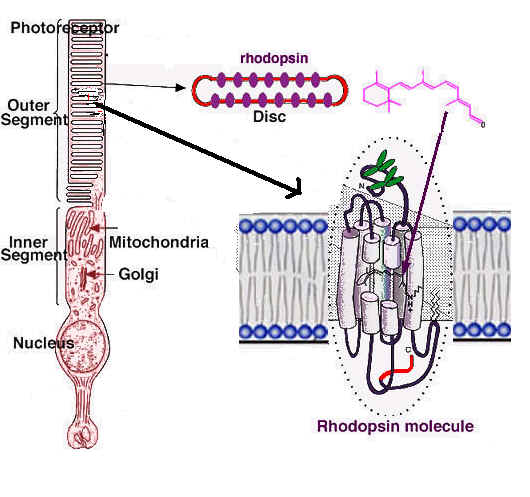 Photoreceptor
rhodopsin
Disc
Outer
Segment
O
N
Inner
Segment
Mitochondria
Golgi
Nucleus
C
Rhodopsin molecule